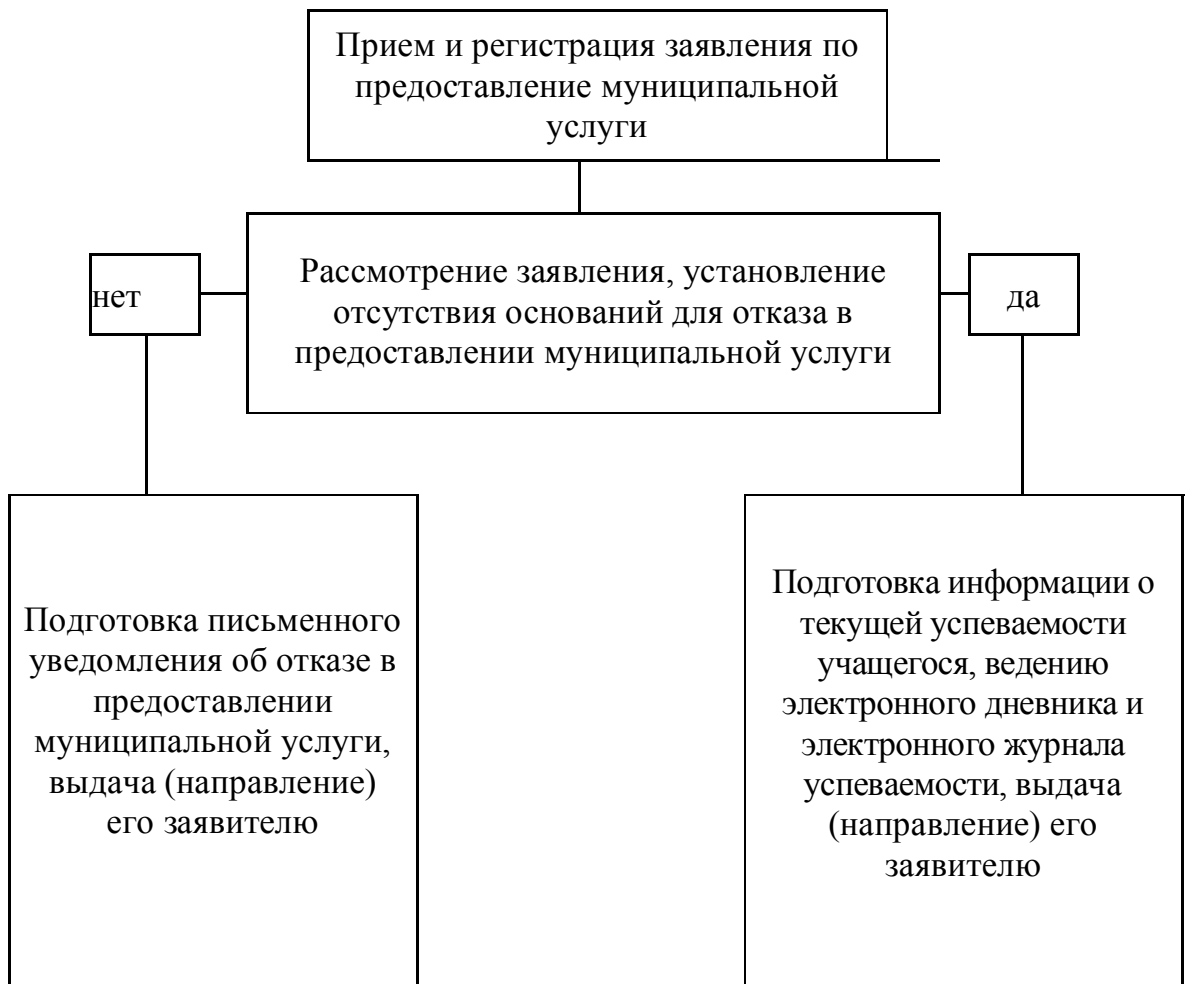 Прием и регистрация заявления по
предоставление муниципальной
услуги
Рассмотрение заявления, установление
отсутствия оснований для отказа в
предоставлении муниципальной услуги
нет
да
Подготовка письменного
уведомления об отказе в
предоставлении
муниципальной услуги,
выдача (направление)
его заявителю
Подготовка информации о
текущей успеваемости
учащегося, ведению
электронного дневника и
электронного журнала
успеваемости, выдача
(направление) его
заявителю